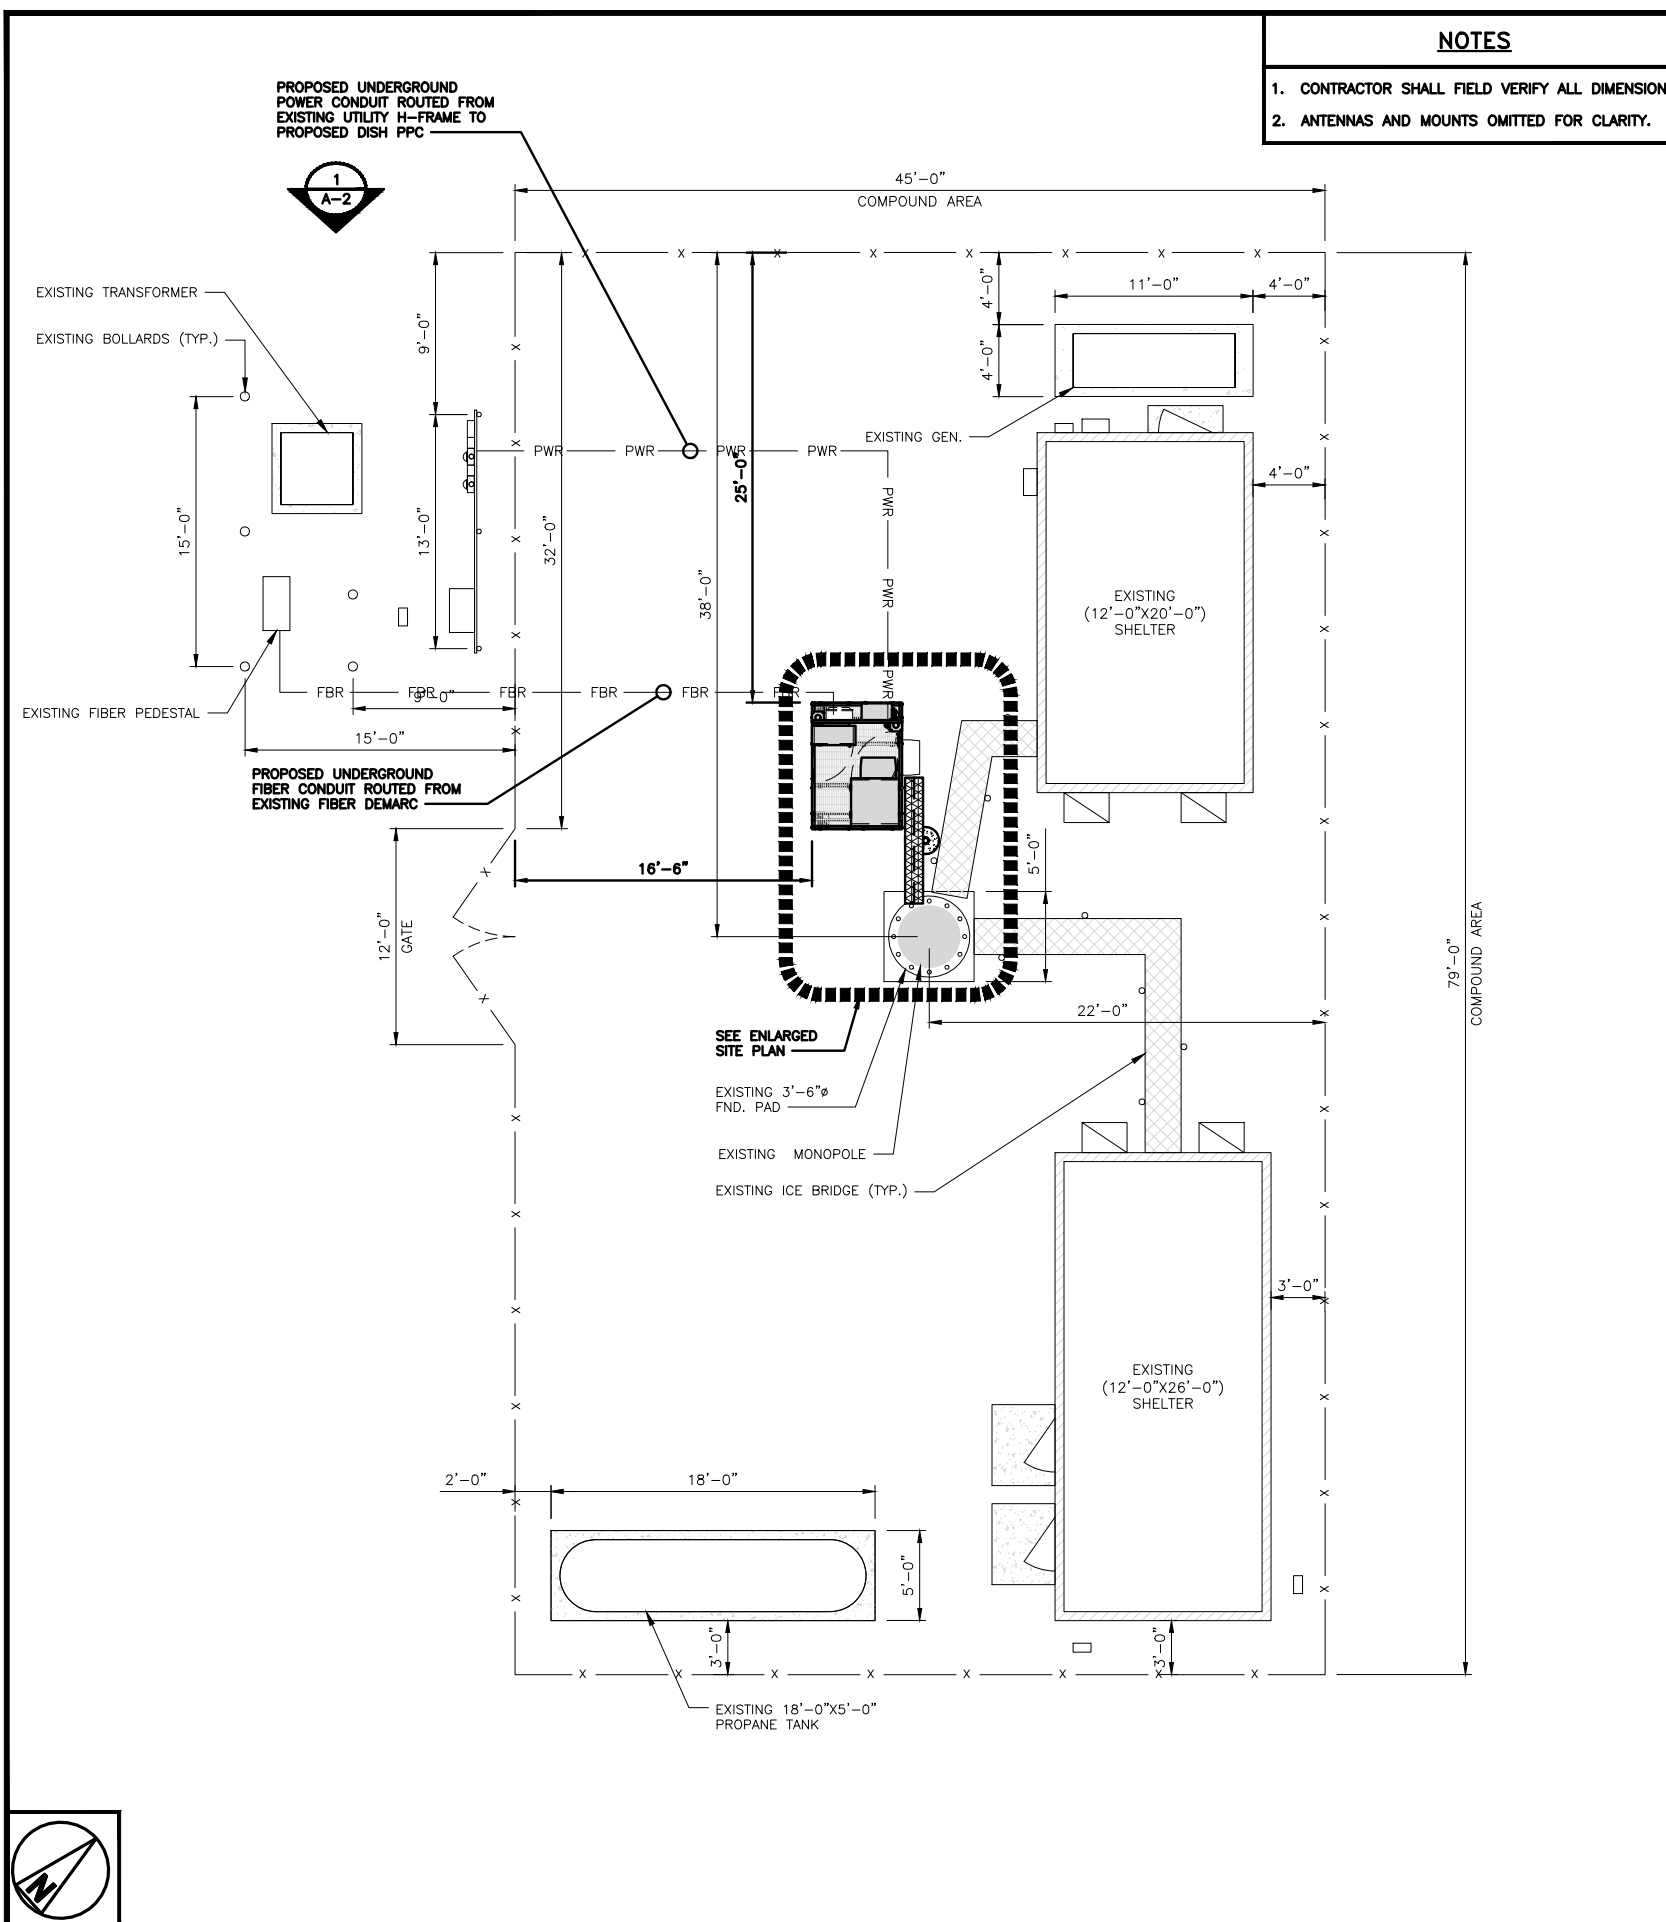 NOTES
1. CONTRACTOR SHALL FIELD VERIFY ALL DIMENSION
2. ANTENNAS AND MOUNTS OMITTED FOR CLARITY.
PROPOSED UNDERGROUND
POWER CONDUIT ROUTED FROM
EXISTING UTILITY H-FRAME TO
PROPOSED DISH PPC
1
A-2
45'-0"
COMPOUND AREA
X X X X X X X X
EXISTING TRANSFORMER
EXISTING BOLLARDS (TYP.)
9'-0"
4'-0"
11'-0"
4'-0"
4'-0"
EXISTING GEN.
PWR PWR PWR PWR
25'-0"
4'-0"
15'-0"
13'-0"
32'-0"
38'-0"
PWR
PWR
PWR
EXISTING
(12'-0"X20'-0")
SHELTER
FBR FBR FBR FBR FBR FBR
9'-0"
EXISTING FIBER PEDESTAL
15'-0"
PROPOSED UNDERGROUND
FIBER CONDUIT ROUTED FROM
EXISTING FIBER DEMARC
16'-6"
5'-0"
12'-0"
GATE
79'-0"
COMPOUND AREA
22'-0"
SEE ENLARGED
SITE PLAN
EXISTING 3'-6"ø
FND. PAD
EXISTING MONOPOLE
EXISTING ICE BRIDGE (TYP.)
3'-0"
EXISTING
(12'-0"X26'-0")
SHELTER
2'-0"
18'-0"
5'-0"
3'-0"
3'-0"
X X X X X X X X
EXISTING 18'-0"X5'-0"
PROPANE TANK
N